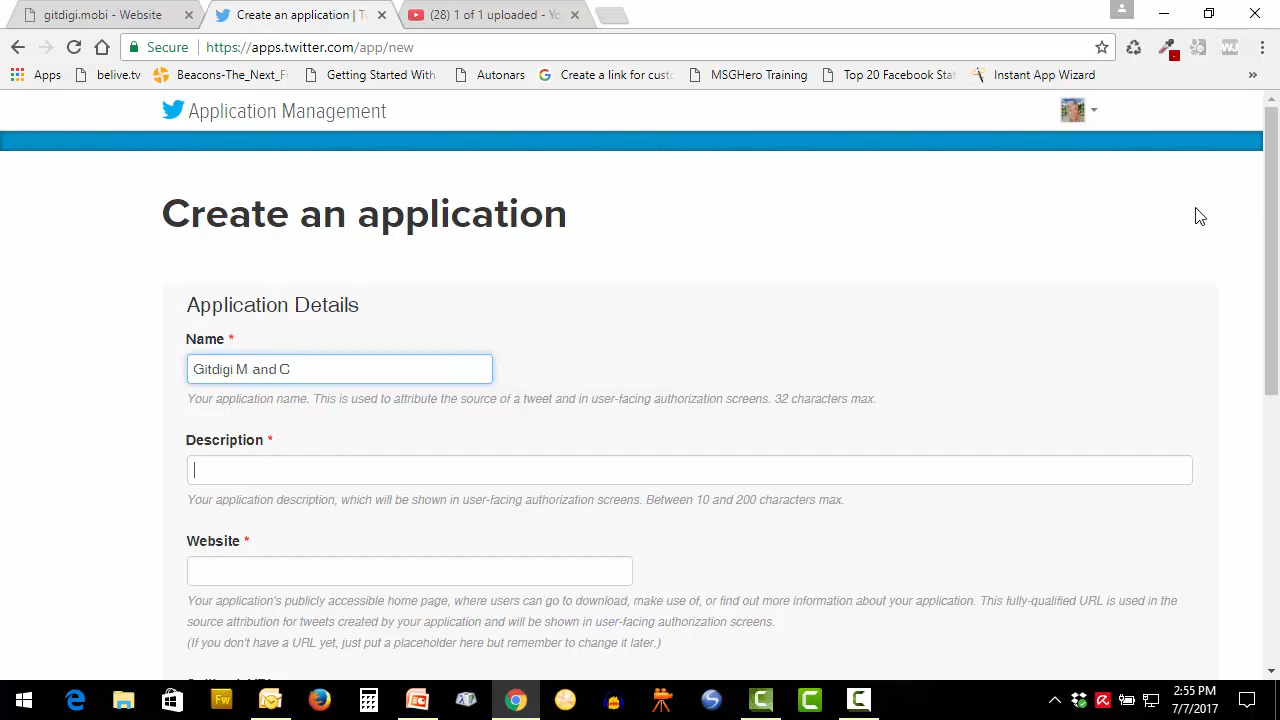 gitdigi.mobi - Website
Create an application | Tw
(28) 1 of 1 uploaded - Yo
Secure
https://apps.twitter.com/app/new
Apps
belive.tv
Beacons-The_Next_Fr
Getting Started With
Autonars
Create a link for custo
MSGHero Training
Top 20 Facebook Stat
Instant App Wizard
»
Application Management
Create an application
Application Details
Name *
Gitdigi M and C
Your application name. This is used to attribute the source of a tweet and in user-facing authorization screens. 32 characters max.
Description *
Your application description, which will be shown in user-facing authorization screens. Between 10 and 200 characters max.
Website *
Your application's publicly accessible home page, where users can go to download, make use of, or find out more information about your application. This fully-qualified URL is used in the
source attribution for tweets created by your application and will be shown in user-facing authorization screens.
(If you don't have a URL yet, just put a placeholder here but remember to change it later.)
Fw
2:55 PM
7/7/2017